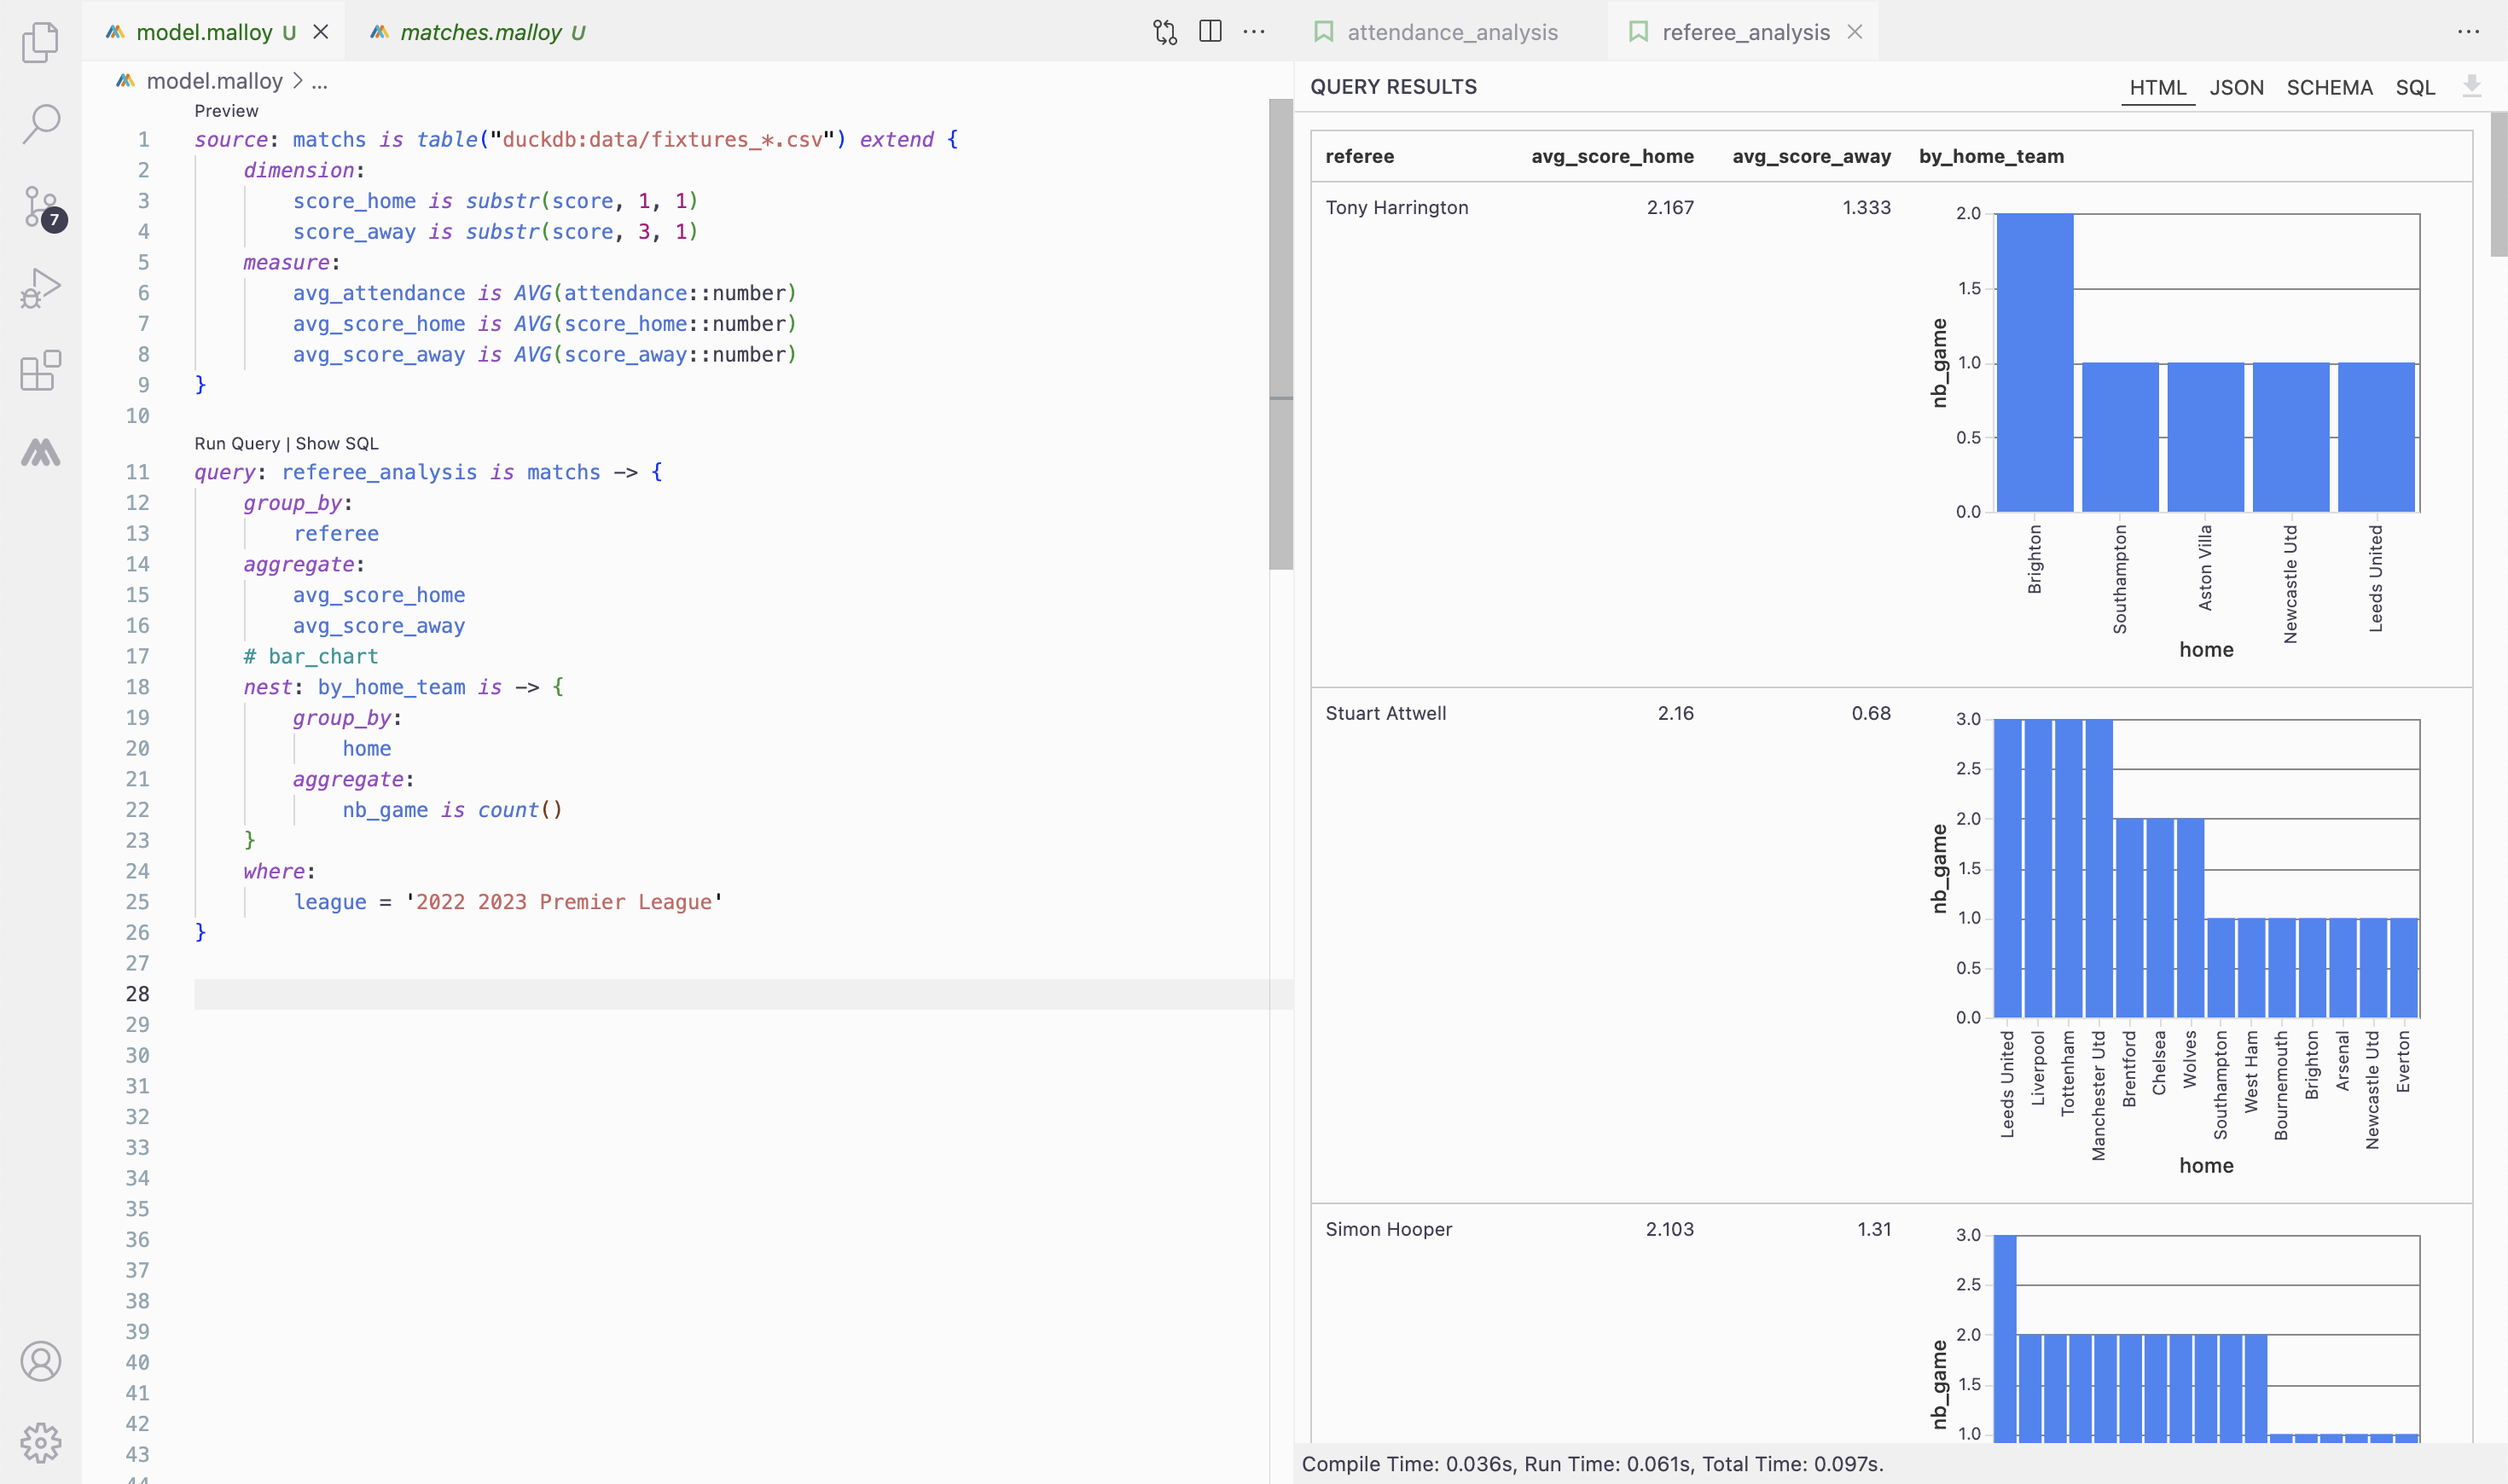 model.malloy U
matches.malloy U
model.malloy > ...
Preview
1 source: matchs is table("duckdb:data/fixtures_*.csv") extend {
2 dimension:
3 score_home is substr(score, 1, 1)
4 score_away is substr(score, 3, 1)
5 measure:
6 avg_attendance is AVG(attendance::number)
7 avg_score_home is AVG(score_home::number)
8 avg_score_away is AVG(score_away::number)
9 }
10
Run Query | Show SQL
11 query: referee_analysis is matchs -> {
12 group_by:
13 referee
14 aggregate:
15 avg_score_home
16 avg_score_away
17 # bar_chart
18 nest: by_home_team is -> {
19 group_by:
20 home
21 aggregate:
22 nb_game is count()
23 }
24 where:
25 league = '2022 2023 Premier League'
26 }
27
28
29
30
31
32
33
34
35
36
37
38
39
40
41
42
43
44
7
attendance_analysis
referee_analysis
QUERY RESULTS
HTML JSON SCHEMA SQL
referee avg_score_home avg_score_away by_home_team
Tony Harrington 2.167 1.333
2.0
1.5
1.0
0.5
0.0
nb_game
Brighton
Southampton
Aston Villa
Newcastle Utd
Leeds United
home
Stuart Attwell 2.16 0.68
3.0
2.5
2.0
1.5
1.0
0.5
0.0
nb_game
Leeds United
Liverpool
Tottenham
Manchester Utd
Brentford
Chelsea
Wolves
Southampton
West Ham
Bournemouth
Brighton
Arsenal
Newcastle Utd
Everton
home
Simon Hooper 2.103 1.31
3.0
2.5
2.0
1.5
1.0
nb_game
Compile Time: 0.036s, Run Time: 0.061s, Total Time: 0.097s.